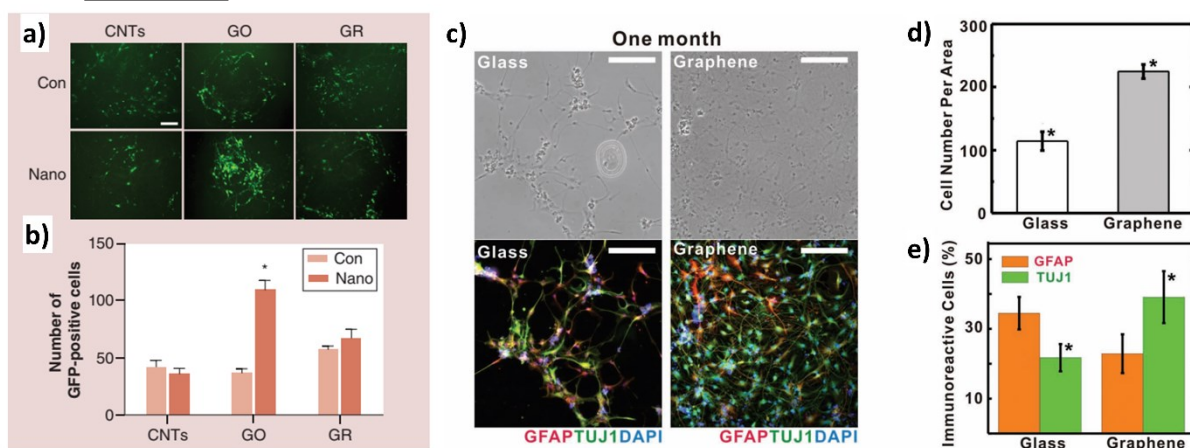 a)
CNTs GO GR
Con
Nano
b)
Number of
GFP-positive cells
150
100
50
0
Con
Nano
*
CNTs GO GR
c)
One month
Glass Graphene
Glass Graphene
GFAPTUJ1DAPI GFAPTUJ1DAPI
d)
Cell Number Per Area
300
200
100
0
* *
Glass Graphene
e)
Immunoreactive Cells (%)
50
30
10
GFAP
TUJ1
* *
Glass Graphene